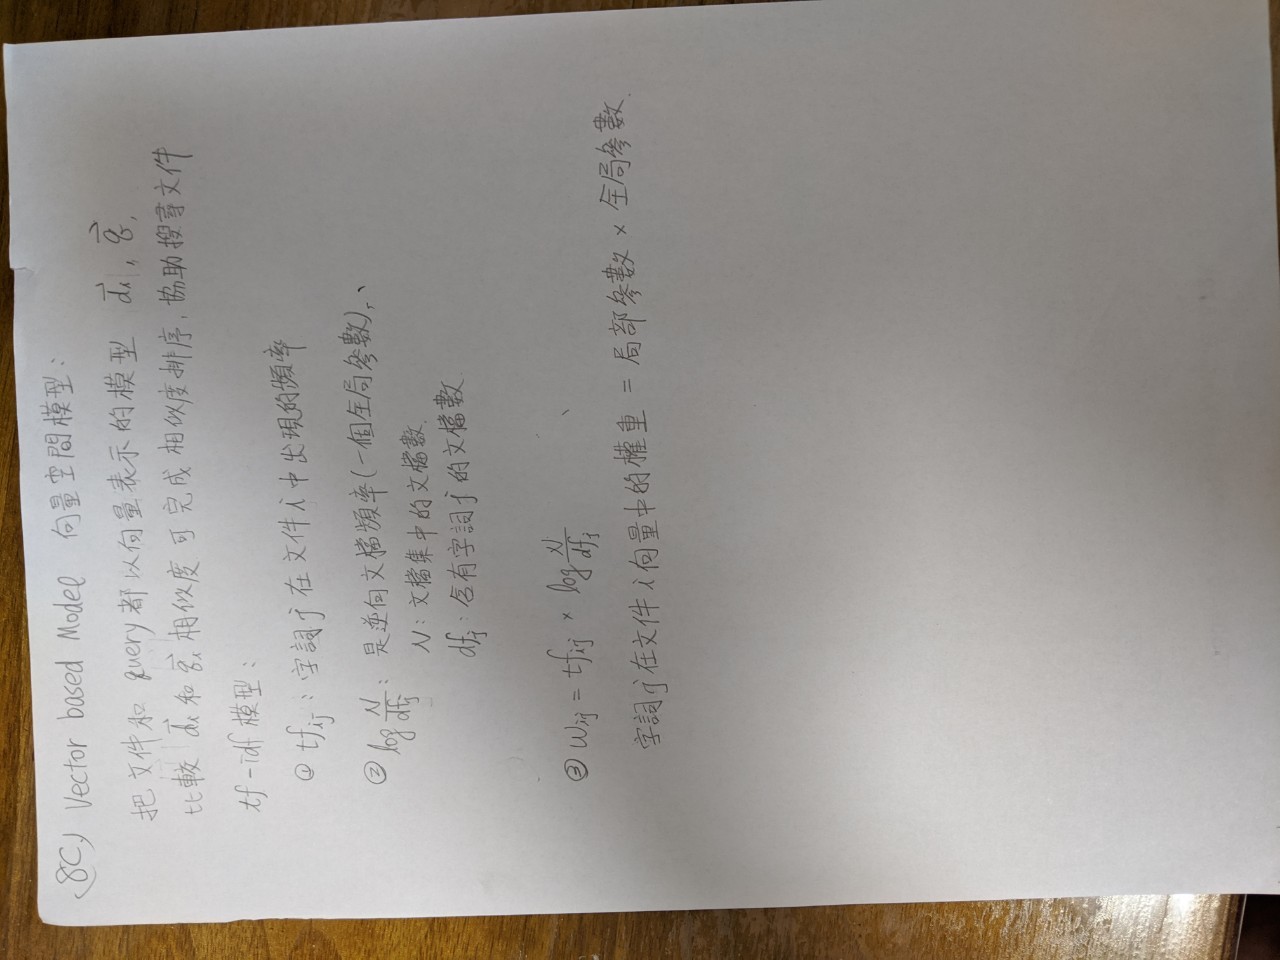 (8C) Vector based Model 向量空間模型:
把文件和 query 都以向量表示的模型 $\vec{d_i}$, $\vec{q}$,
比較 $\vec{d_i}$ 和 $\vec{q_i}$ 相似度可完成相似度排序, 協助搜尋文件
tf-idf 模型:
① $tf_{ij}$: 字詞 j 在文件 i 中出現的頻率
② $\log \frac{N}{df_j}$: 是逆向文檔頻率(一個全局參數),
N: 文檔集中的文檔數.
$df_j$: 含有字詞 j 的文檔數.
③ $w_{ij} = tf_{ij} \times \log \frac{N}{df_j}$
字詞 j 在文件 i 向量中的權重 = 局部參數 × 全局參數.